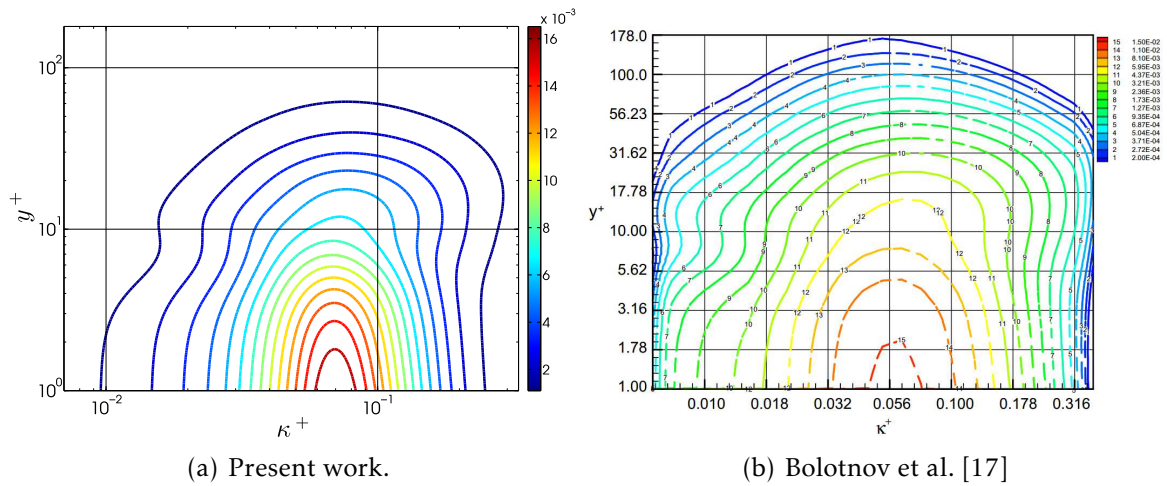 x 10⁻³
16
14
12
10
8
6
4
2
10²
10¹
10⁰
y⁺
10⁻²
10⁻¹
κ⁺
(a) Present work.
178.0
100.0
56.23
31.62
17.78
10.00
5.62
3.16
1.78
1.00
y⁺
0.010 0.018 0.032 0.056 0.100 0.178 0.316
κ⁺
15 1.50E-02
14 1.10E-02
13 8.10E-03
12 5.95E-03
11 4.37E-03
10 3.21E-03
9 2.36E-03
8 1.73E-03
7 1.27E-03
6 9.35E-04
5 6.87E-04
4 5.04E-04
3 3.71E-04
2 2.72E-04
1 2.00E-04
(b) Bolotnov et al. [17]